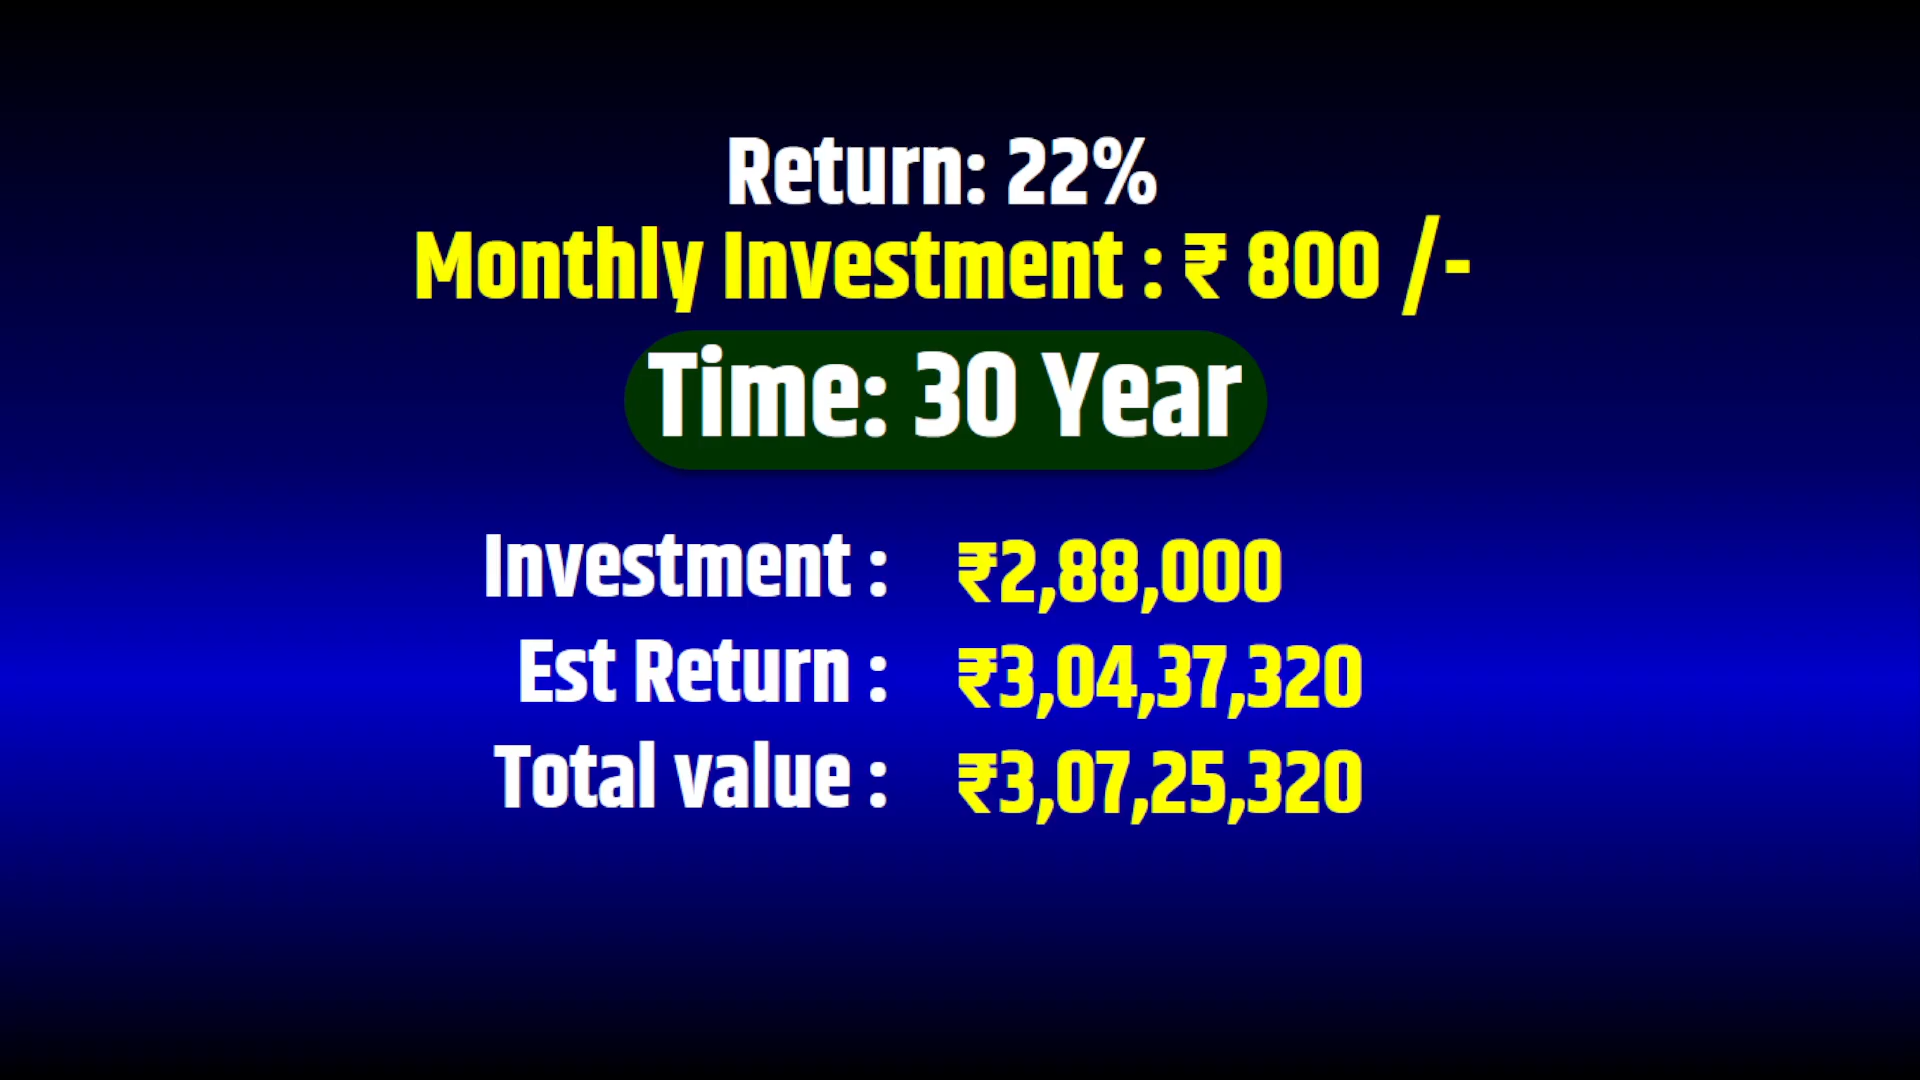 Return: 22%
Monthly Investment : ₹ 800 /-
Time: 30 Year
Investment : ₹2,88,000
Est Return : ₹3,04,37,320
Total value : ₹3,07,25,320